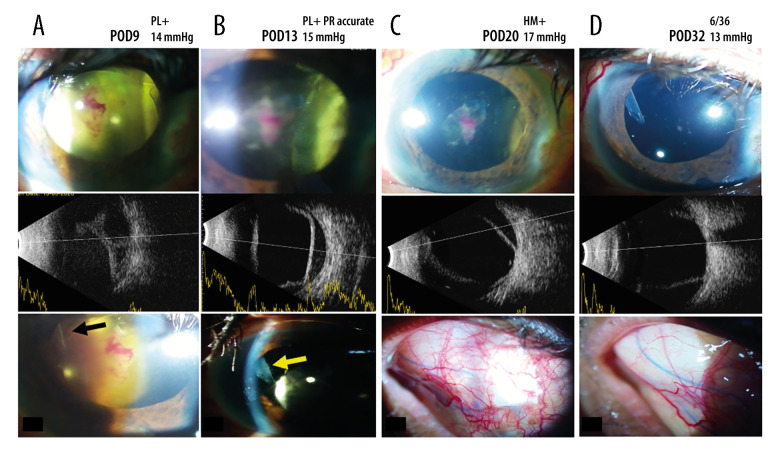 A
PL+
POD9 14 mmHg
B
PL+ PR accurate
POD13 15 mmHg
C
HM+
POD20 17 mmHg
D
6/36
POD32 13 mmHg